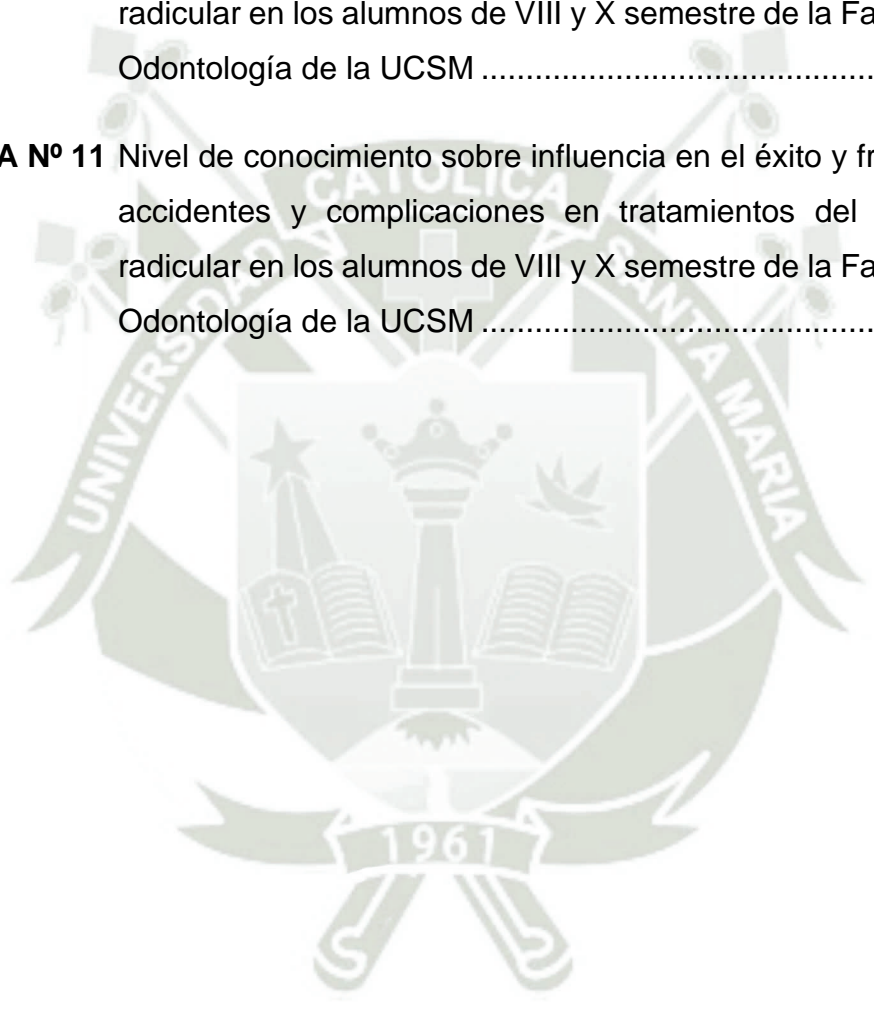 radicular en los alumnos de VIII y X semestre de la Fa
Odontología de la UCSM ............................................
A Nº 11 Nivel de conocimiento sobre influencia en el éxito y fr
accidentes y complicaciones en tratamientos del
radicular en los alumnos de VIII y X semestre de la Fa
Odontología de la UCSM ............................................
UNIVERSIDAD CATOLICA SANTA MARIA
1961